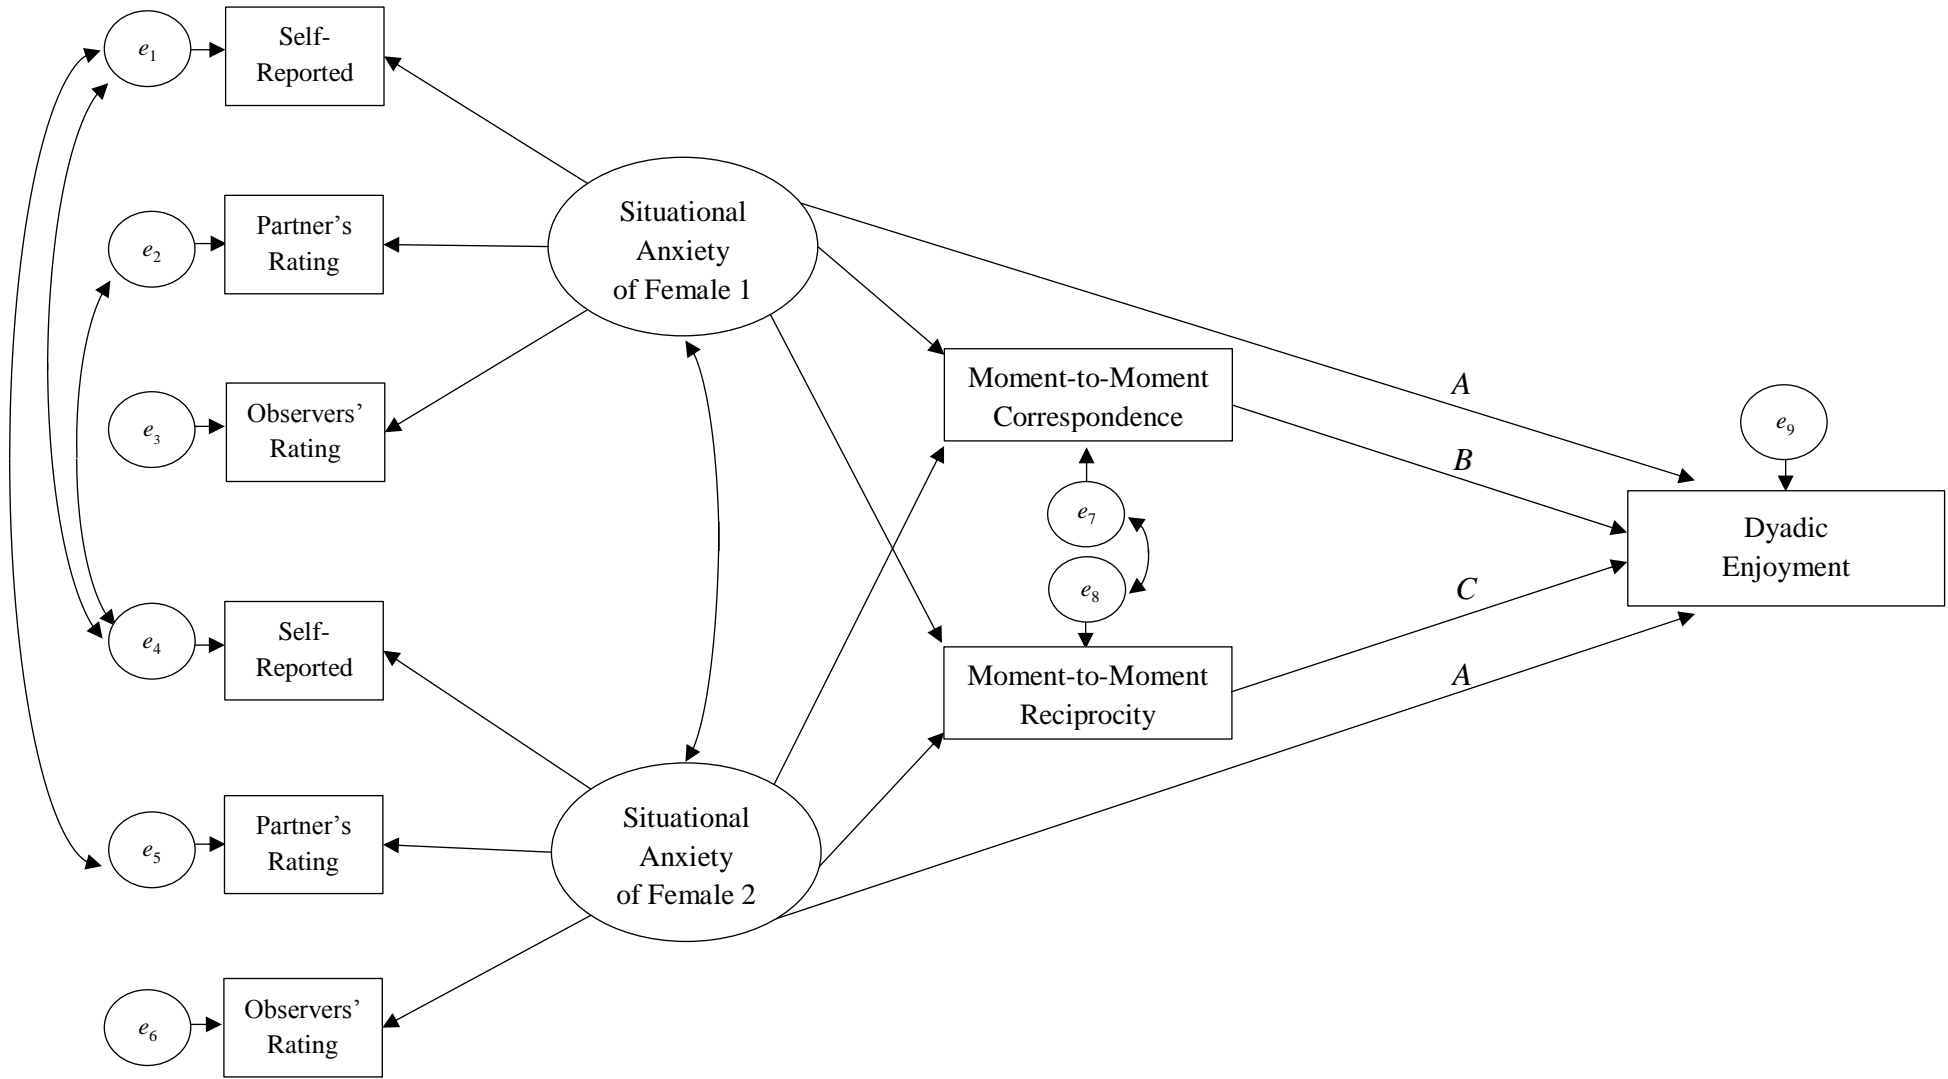 e1
Self-
Reported
e2
Partner’s
Rating
e3
Observers’
Rating
Situational
Anxiety
of Female 1
Moment-to-Moment
Correspondence
A
B
e9
e7
e8
Dyadic
Enjoyment
C
A
Moment-to-Moment
Reciprocity
e4
Self-
Reported
e5
Partner’s
Rating
Situational
Anxiety
of Female 2
e6
Observers’
Rating